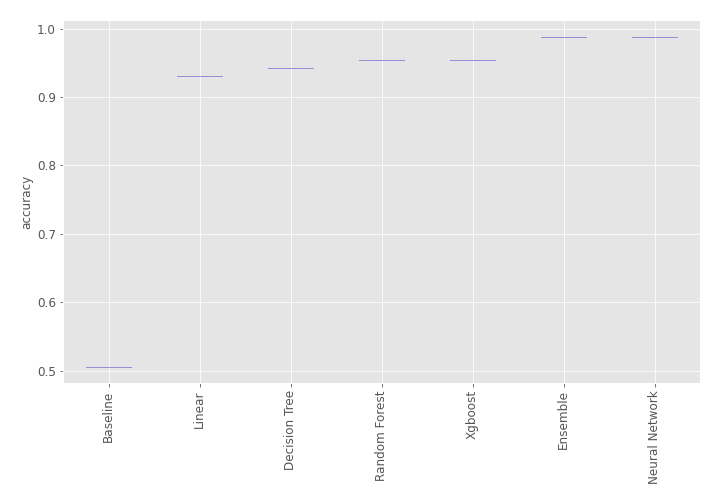 1.0
0.9
0.8
0.7
0.6
0.5
accuracy
Baseline
Linear
Decision Tree
Random Forest
Xgboost
Ensemble
Neural Network